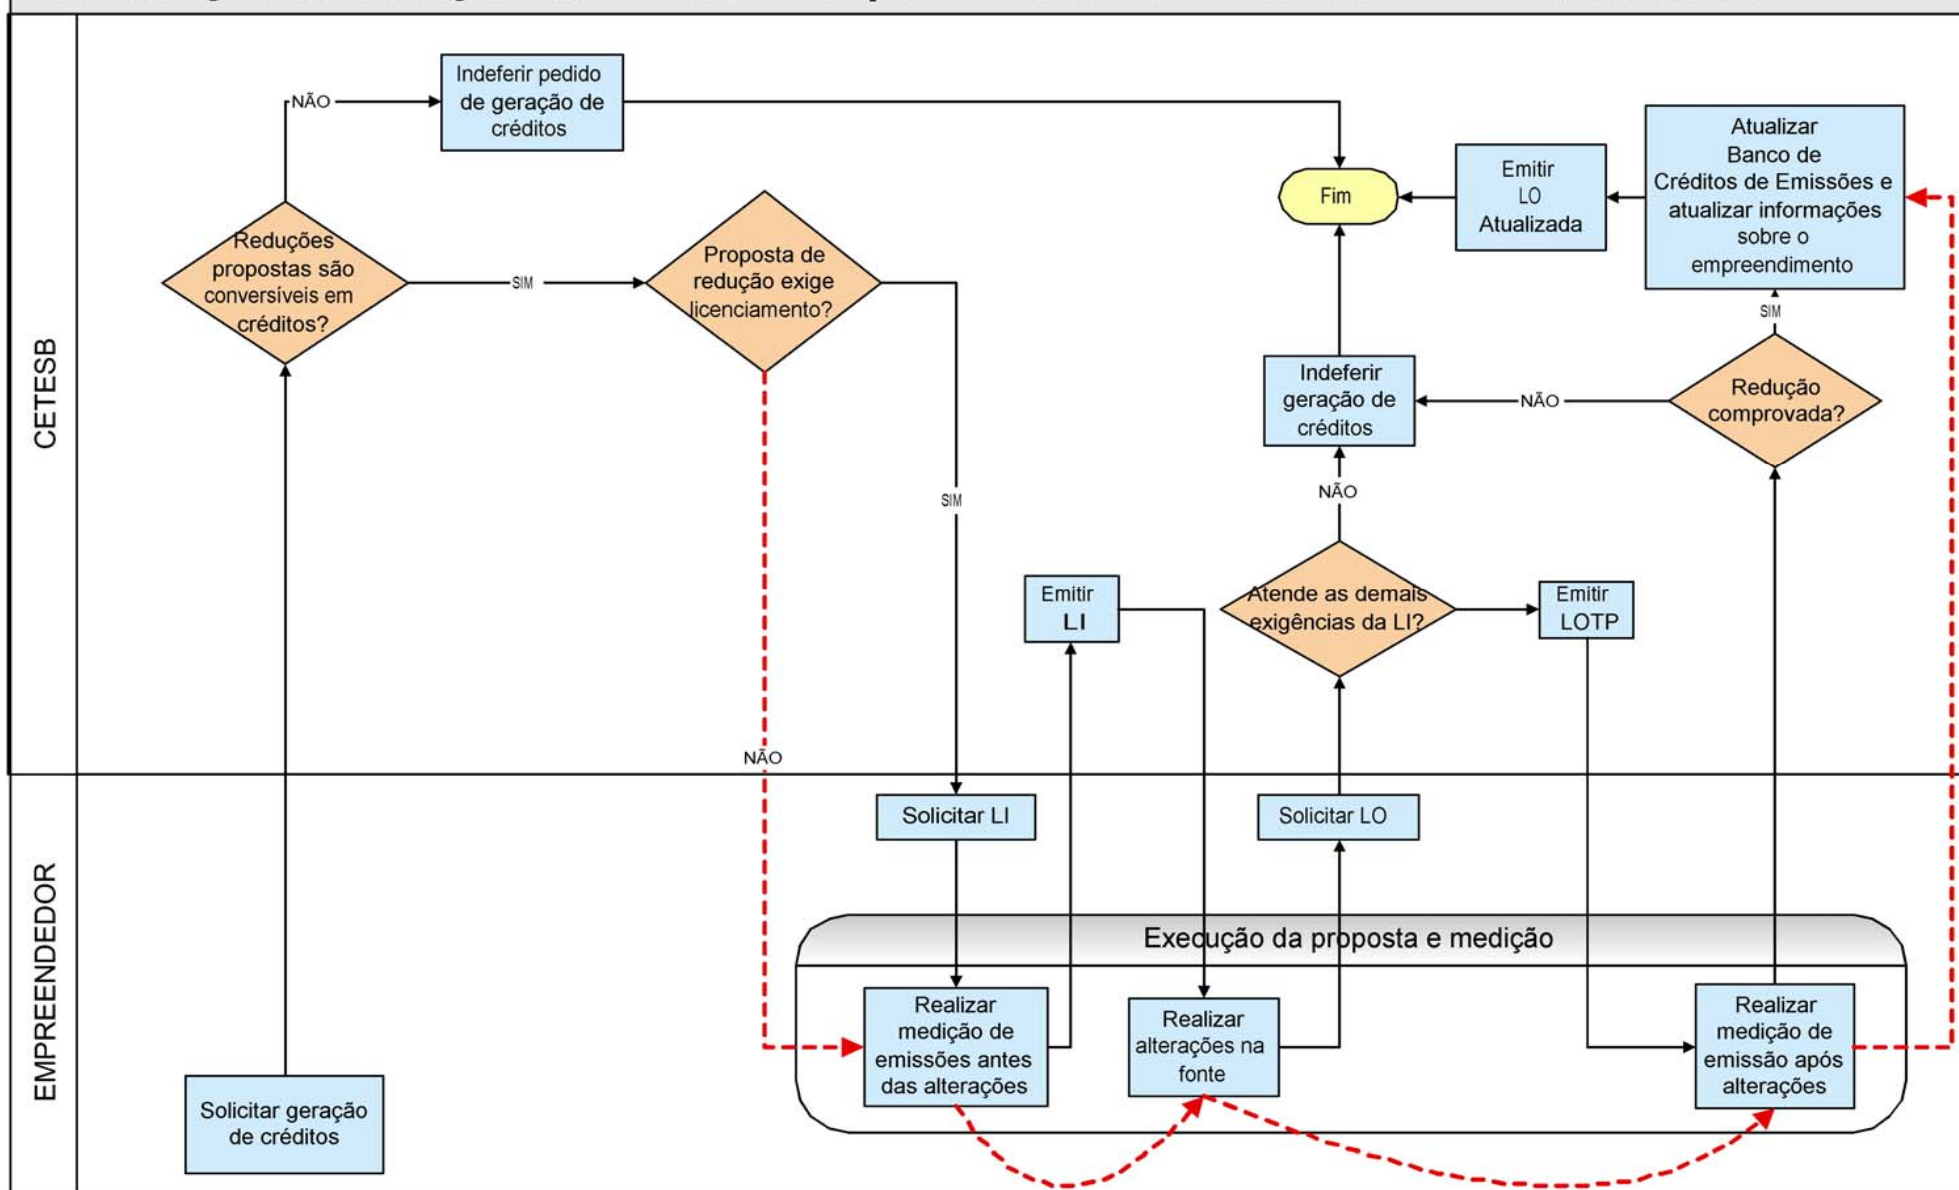 CETESB
NÃO
Indeferir pedido
de geração de
créditos
Reduções
propostas são
conversíveis em
créditos?
SIM
Proposta de
redução exige
licenciamento?
SIM
NÃO
Fim
Emitir
LO
Atualizada
Atualizar
Banco de
Créditos de Emissões e
atualizar informações
sobre o
empreendimento
SIM
Indeferir
geração de
créditos
NÃO
Redução
comprovada?
NÃO
Emitir
LI
Atende as demais
exigências da LI?
Emitir
LOTP
EMPREENDEDOR
Solicitar LI
Solicitar LO
Execução da proposta e medição
Realizar
medição de
emissões antes
das alterações
Realizar
alterações na
fonte
Realizar
medição de
emissão após
alterações
Solicitar geração
de créditos